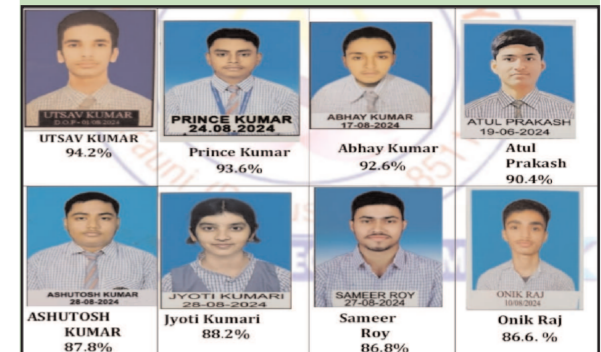 UTSAV KUMAR
D.O.P- 01/08/2024
PRINCE KUMAR
24.08.2024
ABHAY KUMAR
17-08-2024
ATUL PRAKASH
19-06-2024
UTSAV KUMAR
94.2%
Prince Kumar
93.6%
Abhay Kumar
92.6%
Atul
Prakash
90.4%
ASHUTOSH KUMAR
28-08-2024
JYOTI KUMARI
28-08-2024
SAMEER ROY
27-08-2024
ONIK RAJ
10/08/2024
ASHUTOSH
KUMAR
87.8%
Jyoti Kumari
88.2%
Sameer
Roy
86.8%
Onik Raj
86.6. %